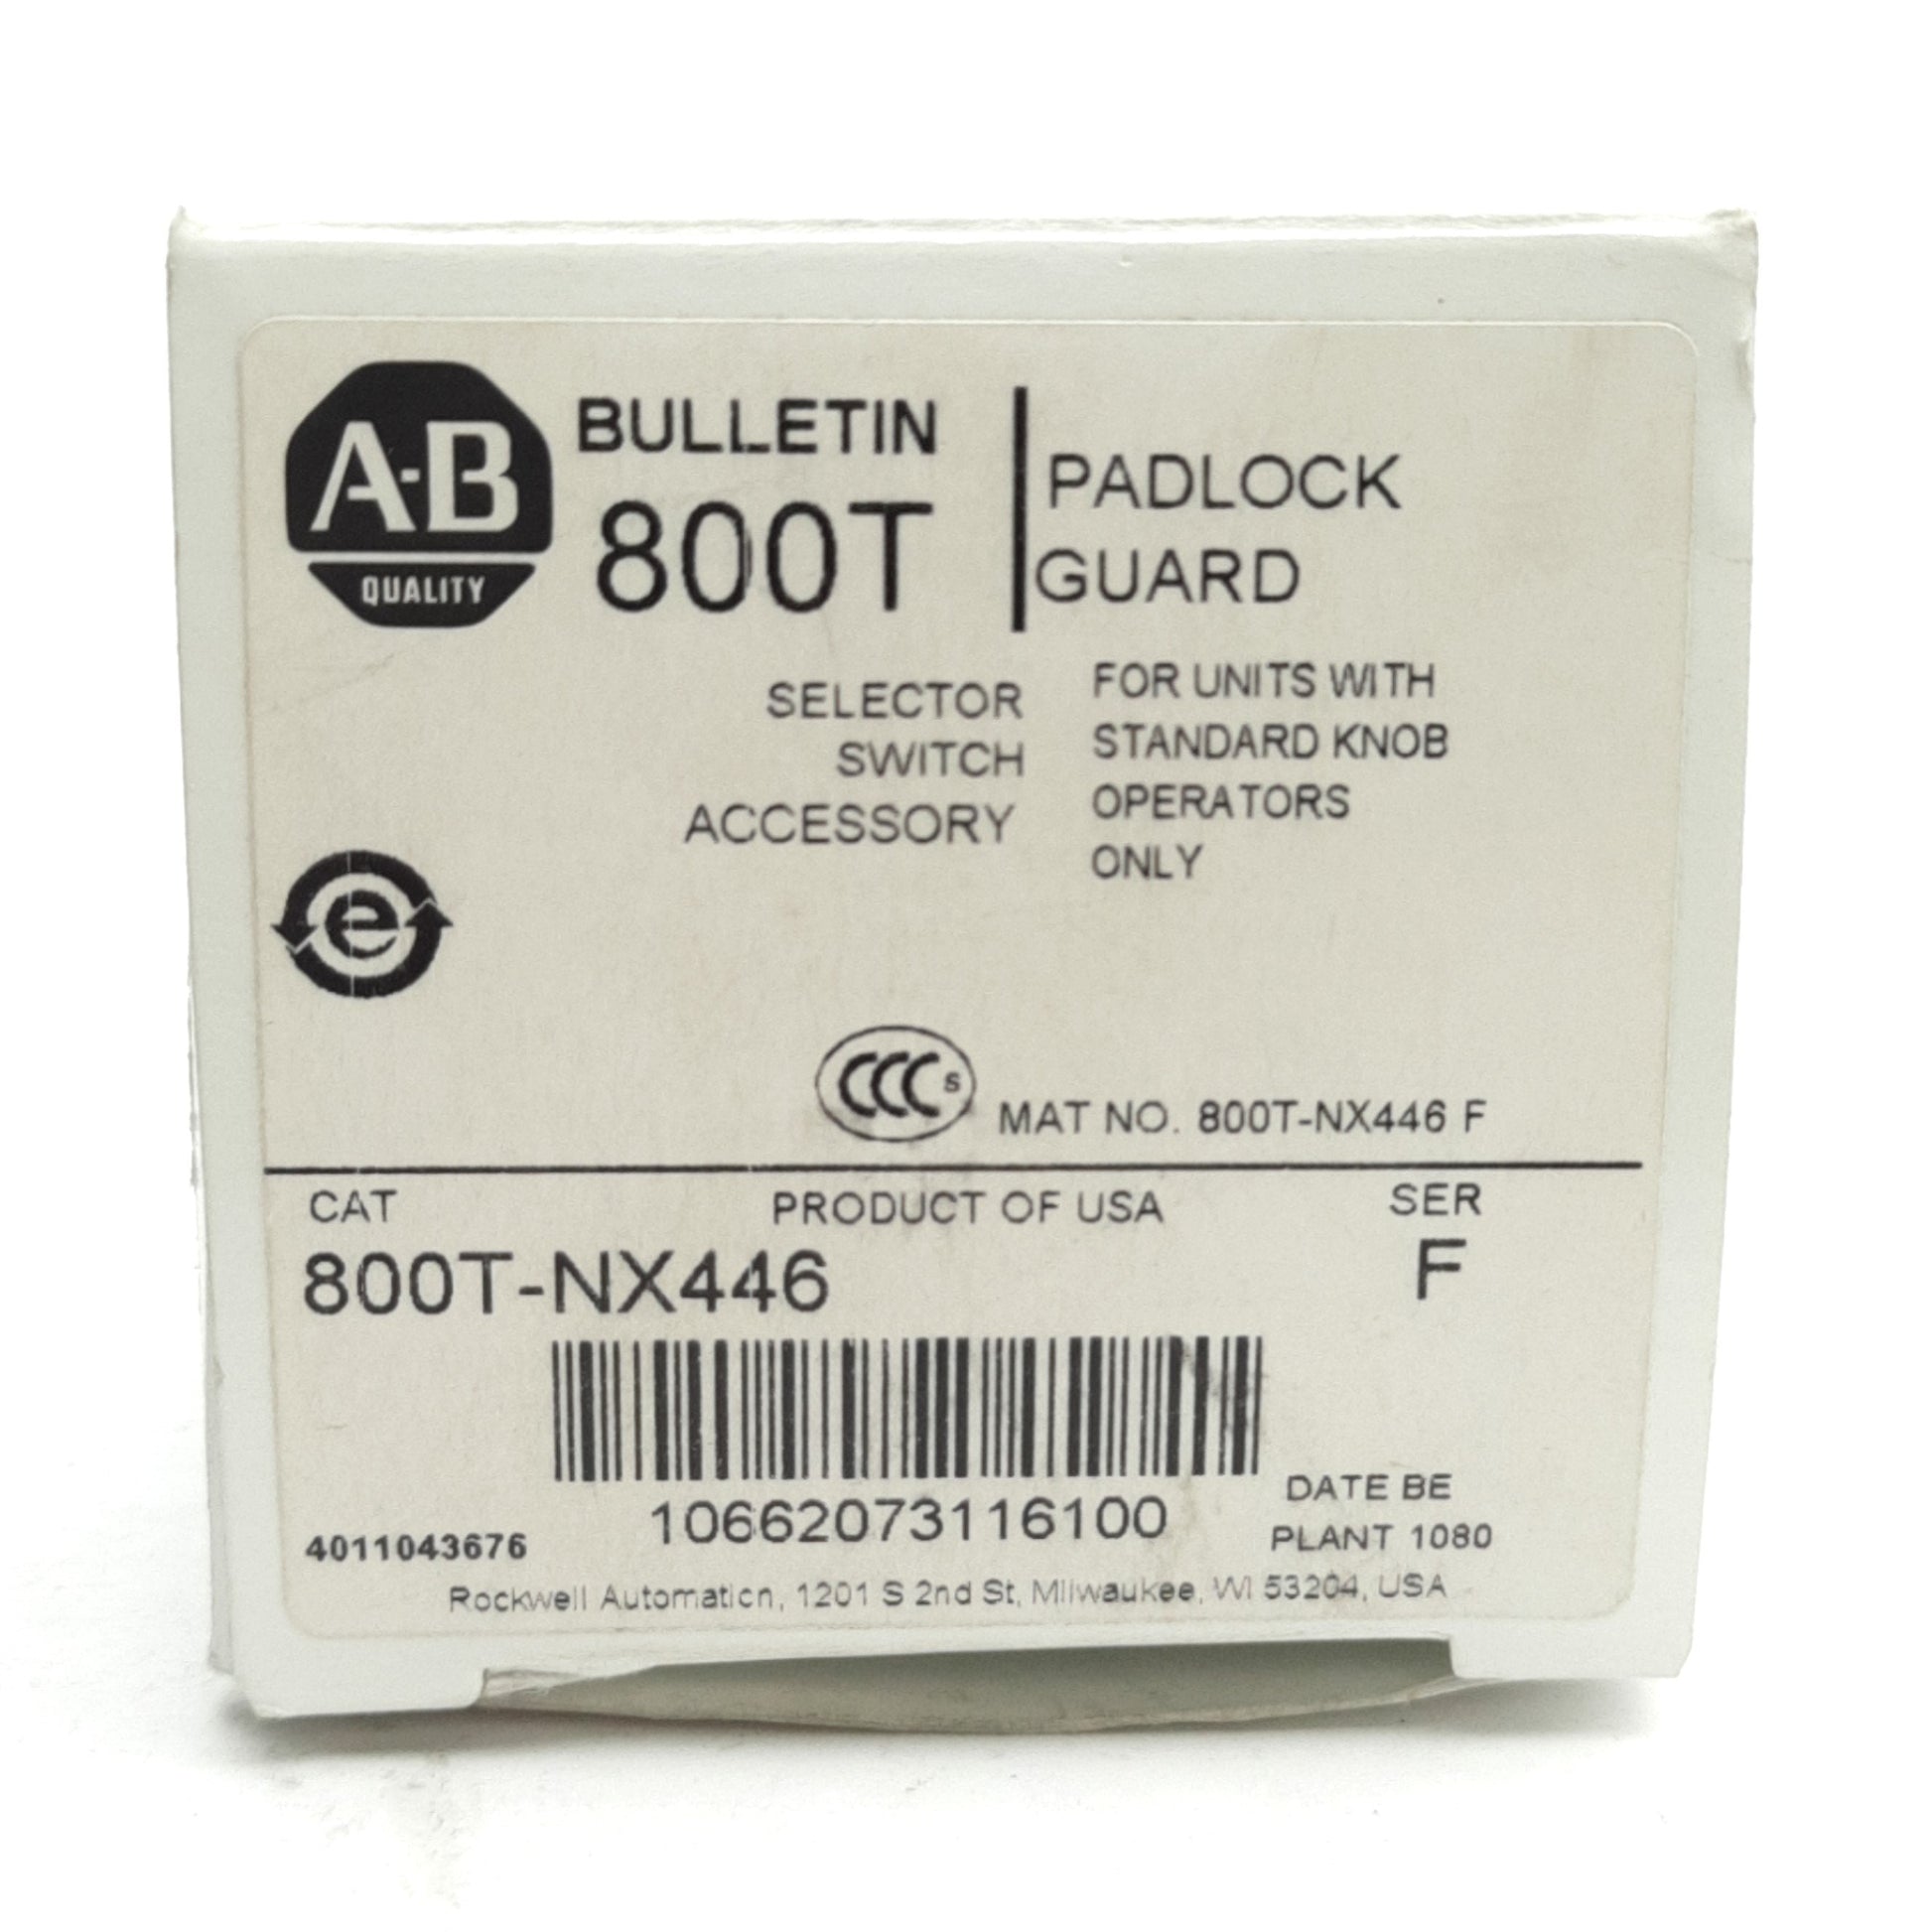 A-B
QUALITY
BULLETIN
800T
PADLOCK
GUARD
SELECTOR
SWITCH
ACCESSORY
FOR UNITS WITH
STANDARD KNOB
OPERATORS
ONLY
e
CCC S
MAT NO. 800T-NX446 F
CAT
PRODUCT OF USA
SER
800T-NX446
F
10662073116100
DATE BE
PLANT 1080
4011043676
Rockwell Automation, 1201 S 2nd St, Milwaukee, WI 53204, USA